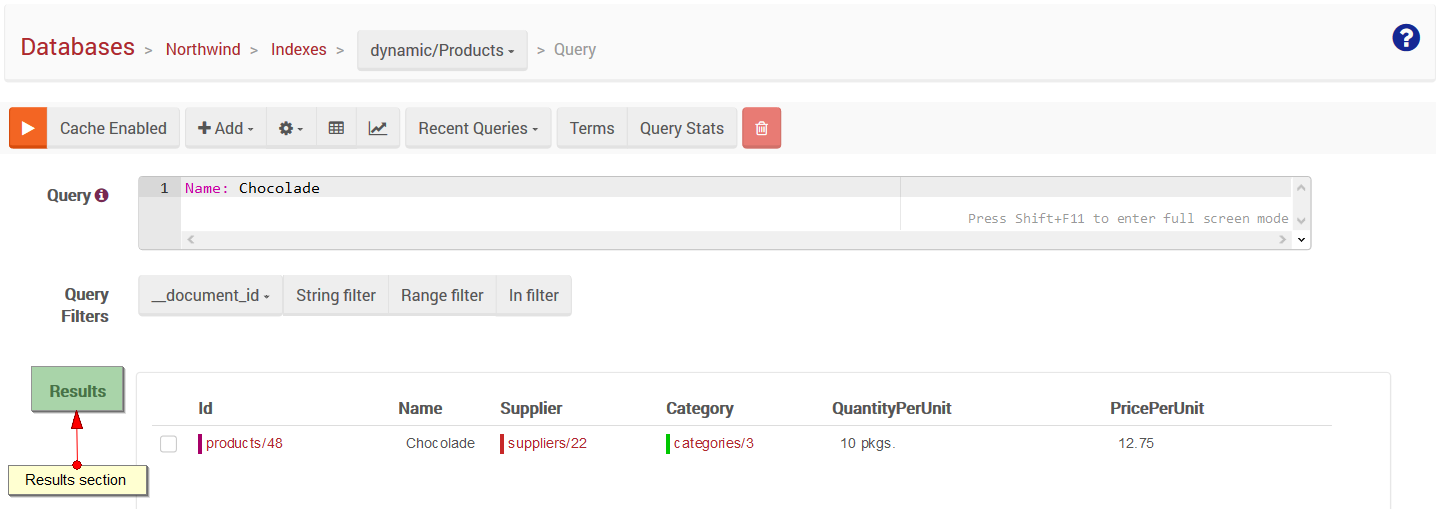 Databases > Northwind > Indexes > dynamic/Products > Query
Cache Enabled Add Recent Queries Terms Query Stats
Query 1 Name: Chocolade
Press Shift+F11 to enter full screen mode
Query
Filters
__document_id String filter Range filter In filter
Results
Id Name Supplier Category QuantityPerUnit PricePerUnit
products/48 Chocolade suppliers/22 categories/3 10 pkgs. 12.75
Results section